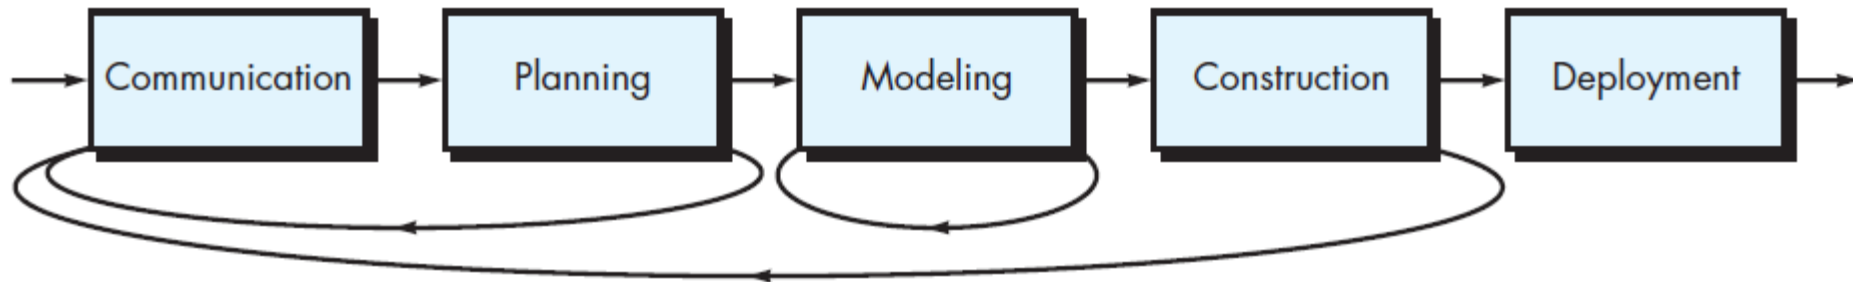 Communication
Planning
Modeling
Construction
Deployment